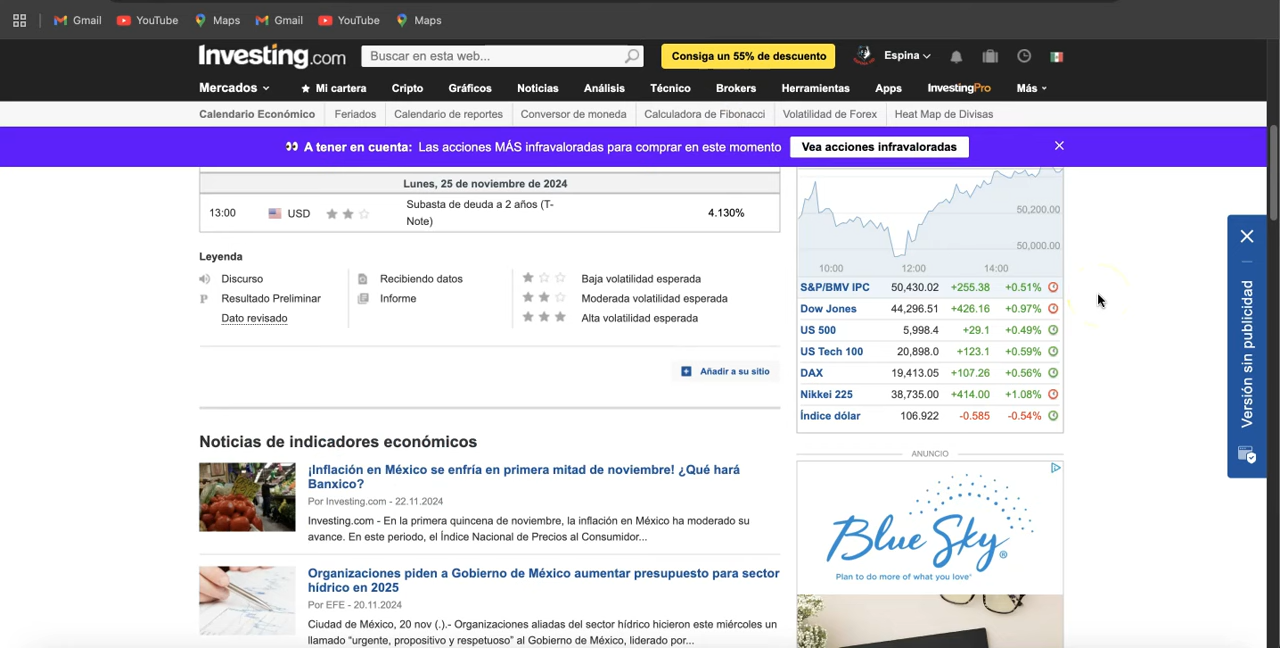 Gmail YouTube Maps Gmail YouTube Maps
Investing.com Buscar en esta web... Consiga un 55% de descuento Espina
Mercados Mi cartera Cripto Gráficos Noticias Análisis Técnico Brokers Herramientas Apps InvestingPro Más
Calendario Económico Feriados Calendario de reportes Conversor de moneda Calculadora de Fibonacci Volatilidad de Forex Heat Map de Divisas
A tener en cuenta: Las acciones MÁS infravaloradas para comprar en este momento Vea acciones infravaloradas
Lunes, 25 de noviembre de 2024
13:00 USD Subasta de deuda a 2 años (T-
Note) 4.130%
Leyenda
Discurso Recibiendo datos Baja volatilidad esperada
P Resultado Preliminar Informe Moderada volatilidad esperada
Dato revisado Alta volatilidad esperada
Añadir a su sitio
Noticias de indicadores económicos
¡Inflación en México se enfría en primera mitad de noviembre! ¿Qué hará
Banxico?
Por Investing.com - 22.11.2024
Investing.com - En la primera quincena de noviembre, la inflación en México ha moderado su
avance. En este periodo, el Índice Nacional de Precios al Consumidor...
Organizaciones piden a Gobierno de México aumentar presupuesto para sector
hídrico en 2025
Por EFE - 20.11.2024
Ciudad de México, 20 nov (.).- Organizaciones aliadas del sector hídrico hicieron este miércoles un
llamado "urgente, propositivo y respetuoso" al Gobierno de México, liderado por...
50,200.00
50,000.00
10:00 12:00 14:00
S&P/BMV IPC 50,430.02 +255.38 +0.51%
Dow Jones 44,296.51 +426.16 +0.97%
US 500 5,998.4 +29.1 +0.49%
US Tech 100 20,898.0 +123.1 +0.59%
DAX 19,413.05 +107.26 +0.56%
Nikkei 225 38,735.00 +414.00 +1.08%
Índice dólar 106.922 -0.585 -0.54%
ANUNCIO
Blue Sky®
Plan to do more of what you love®
Versión sin publicidad